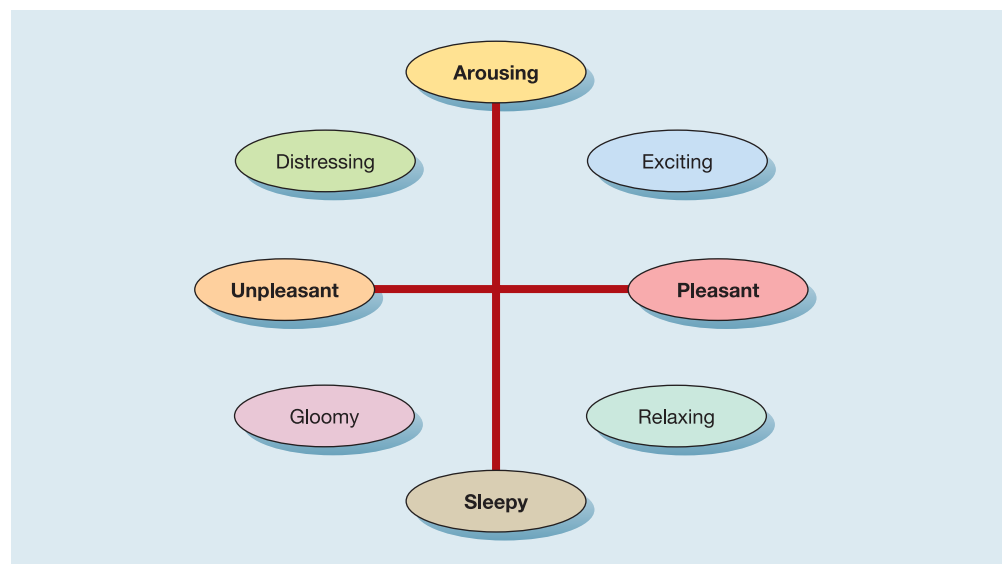 Arousing
Distressing
Exciting
Unpleasant
Pleasant
Gloomy
Relaxing
Sleepy